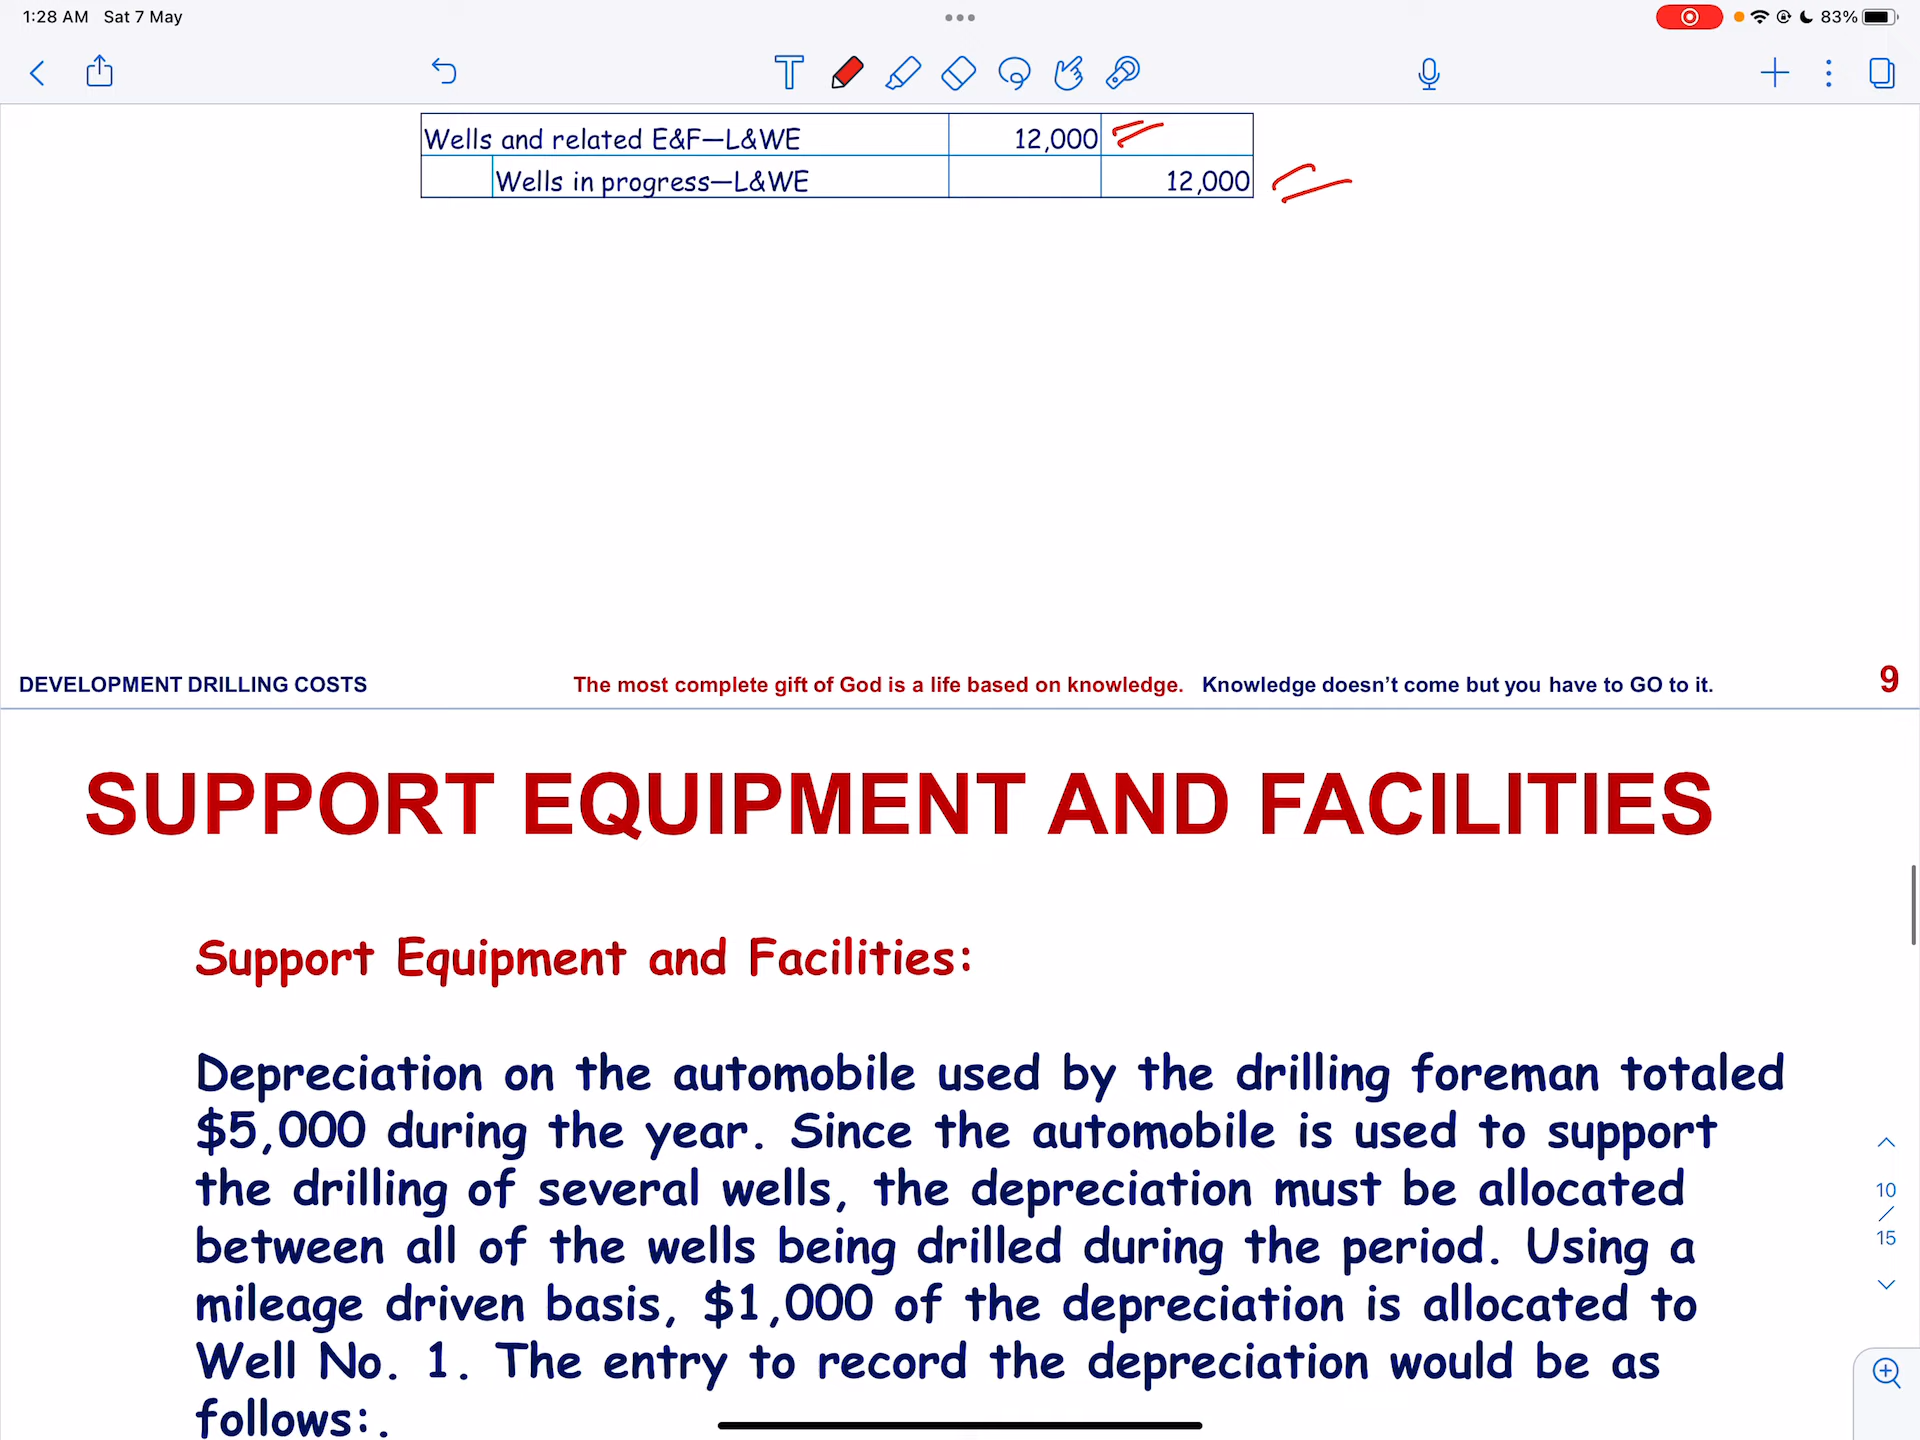 1:28 AM Sat 7 May
83%
Wells and related E&F—L&WE 12,000
Wells in progress—L&WE 12,000
DEVELOPMENT DRILLING COSTS The most complete gift of God is a life based on knowledge. Knowledge doesn’t come but you have to GO to it. 9
SUPPORT EQUIPMENT AND FACILITIES
Support Equipment and Facilities:
Depreciation on the automobile used by the drilling foreman totaled
$5,000 during the year. Since the automobile is used to support
the drilling of several wells, the depreciation must be allocated
between all of the wells being drilled during the period. Using a
mileage driven basis, $1,000 of the depreciation is allocated to
Well No. 1. The entry to record the depreciation would be as
follows:.
10
/
15